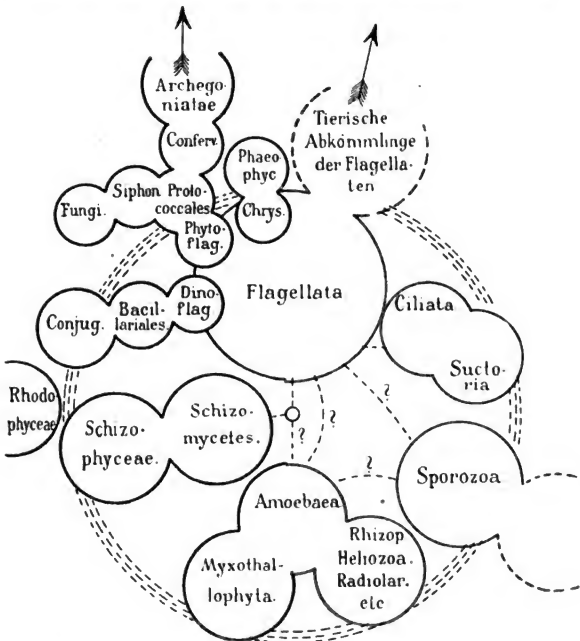 Archego-
niatae
Conferv.
Tierische
Abkömmlinge
der Flagella-
ten
Phaeo-
phyc
Chrys.
Fungi.
Siphon.
Proto-
coccales
Phyto-
flag.
Flagellata
Dino-
flag
Bacil-
lariales.
Conjug.
Ciliata
Sucto-
ria
Rhodo
phyceae
Schizo-
phyceae.
Schizo-
mycetes.
?
?
?
?
Sporozoa
Amoebaea
Rhizop
Heliozoa.
Radiolar.
etc
Myxothal-
lophyta.